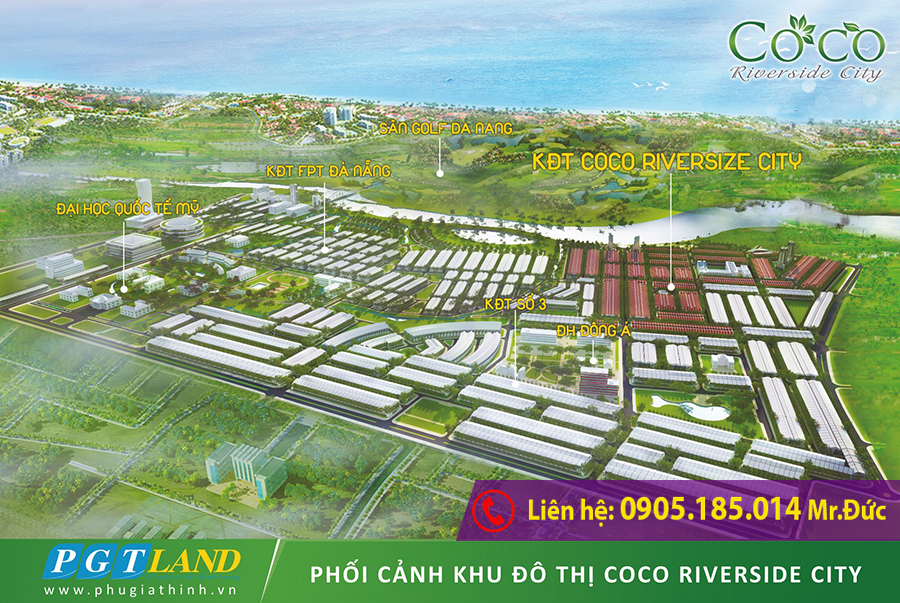 COCO
Riverside City
SÂN GOLF ĐÀ NẴNG
KĐT COCO RIVERSIZE CITY
KĐT FPT ĐÀ NẴNG
ĐẠI HỌC QUỐC TẾ MỸ
KĐT SỐ 3
ĐH ĐÔNG Á
Liên hệ: 0905.185.014 Mr.Đức
PGTLAND
www.phugiathinh.vn
PHỐI CẢNH KHU ĐÔ THỊ COCO RIVERSIDE CITY